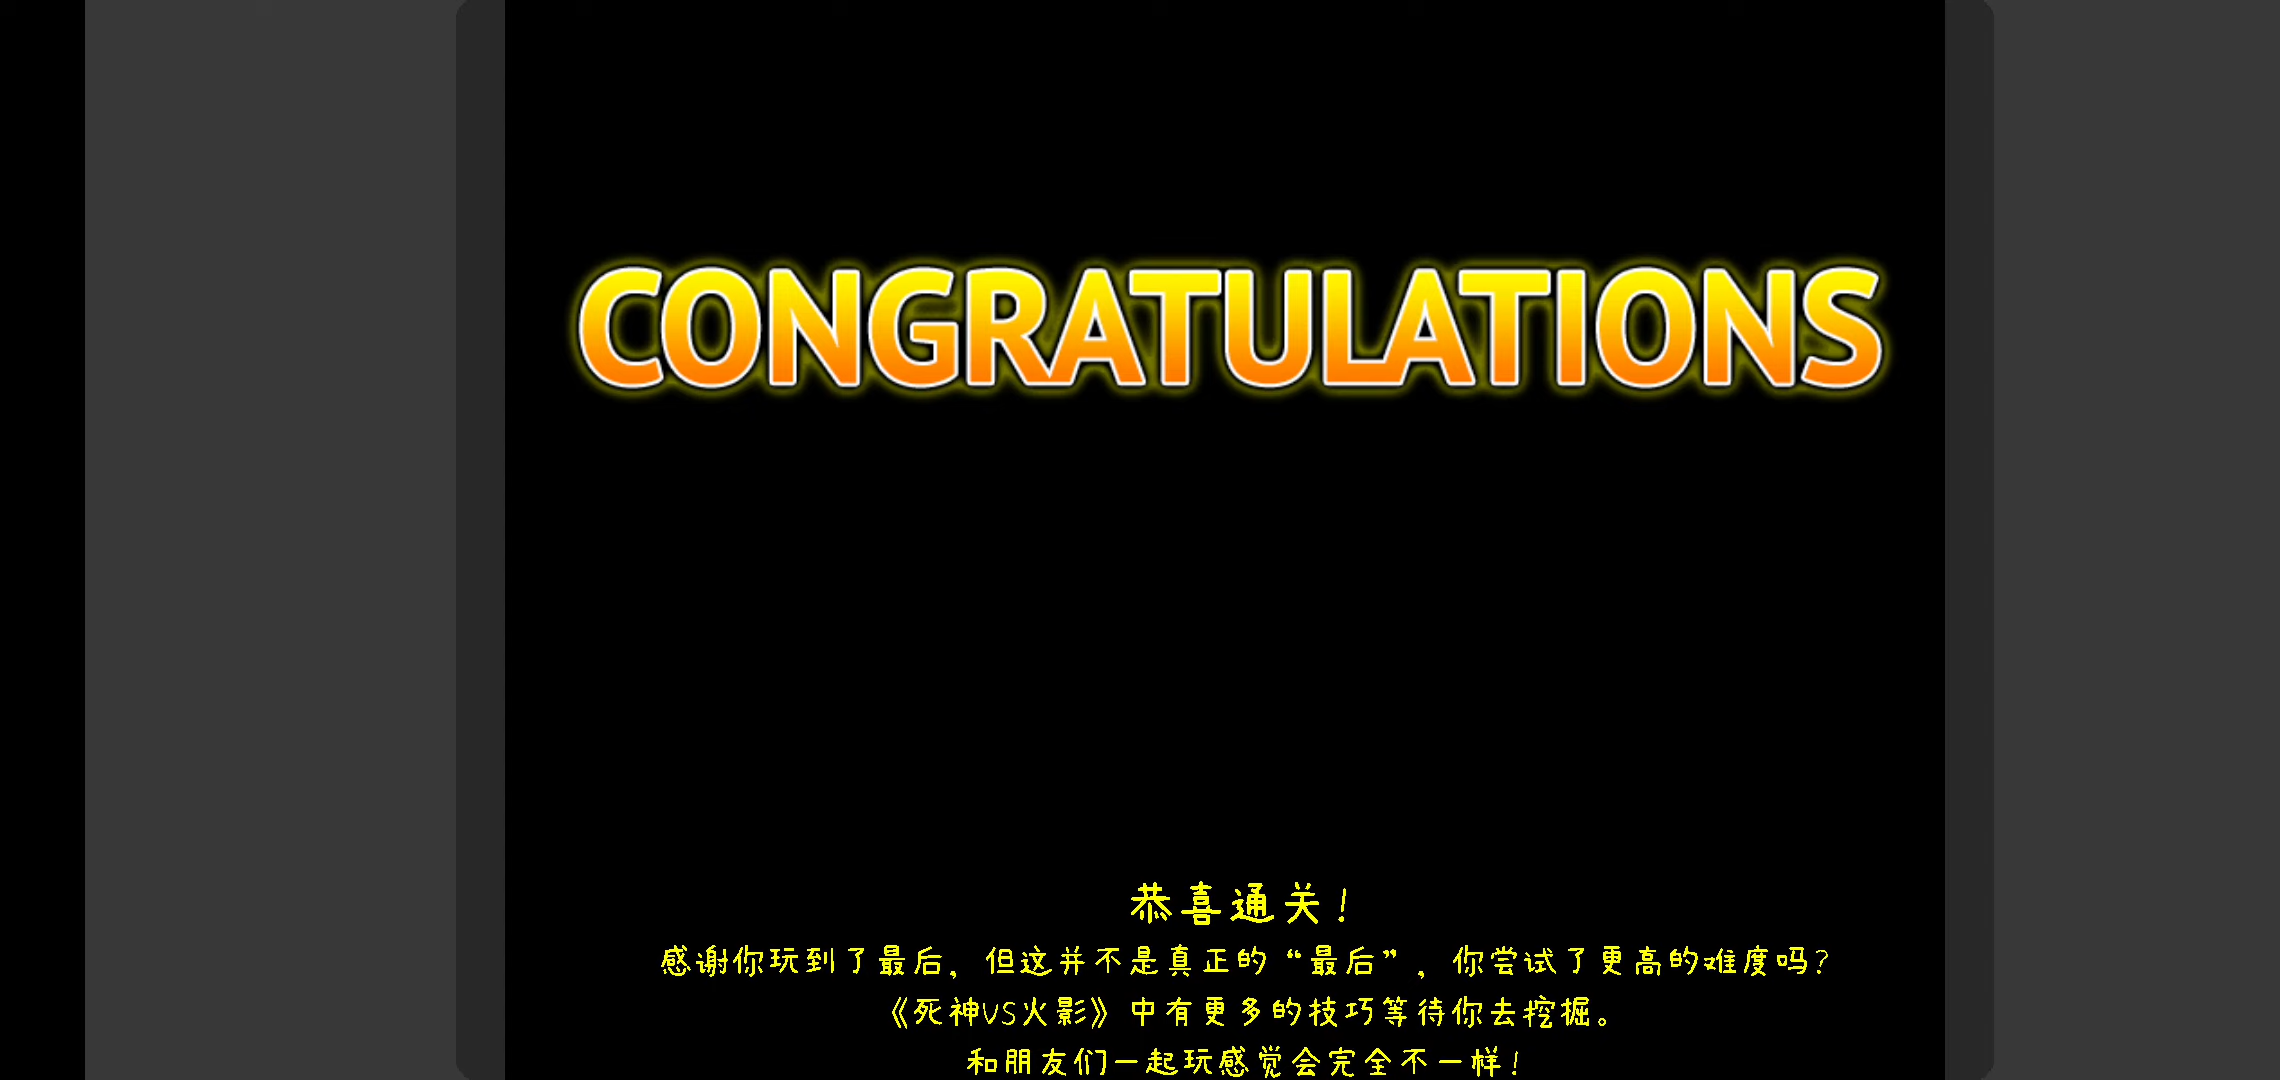 CONGRATULATIONS
恭喜通关！
感谢你玩到了最后，但这并不是真正的“最后”，你尝试了更高的难度吗？
《死神VS火影》中有更多的技巧等待你去挖掘。
和朋友们一起玩感觉会完全不一样！